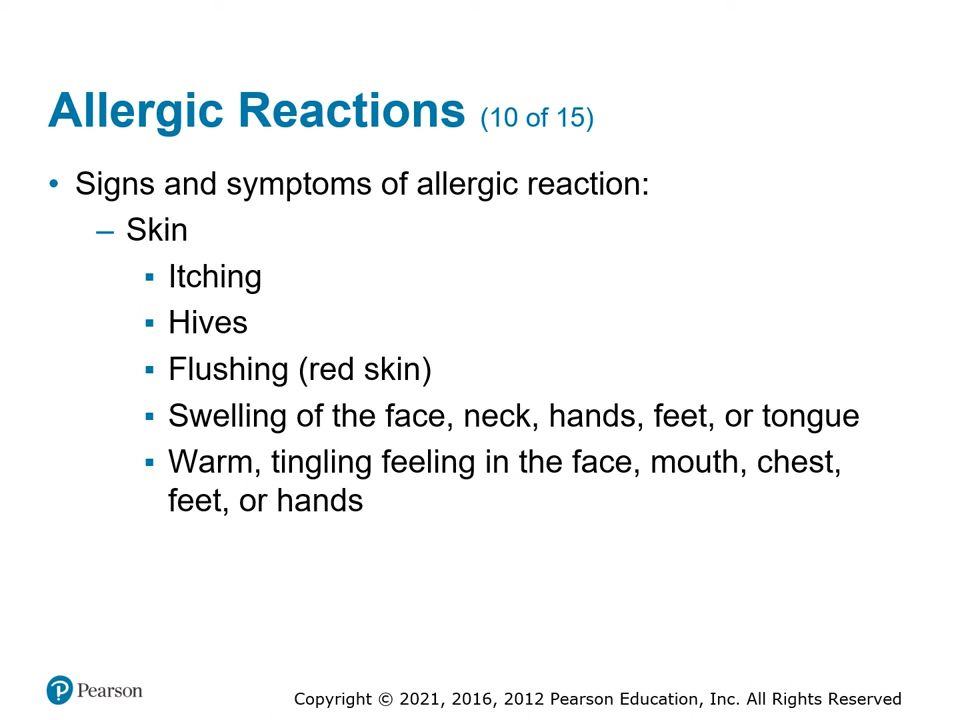 Allergic Reactions (10 of 15)
• Signs and symptoms of allergic reaction:
– Skin
▪ Itching
▪ Hives
▪ Flushing (red skin)
▪ Swelling of the face, neck, hands, feet, or tongue
▪ Warm, tingling feeling in the face, mouth, chest,
feet, or hands
P Pearson
Copyright © 2021, 2016, 2012 Pearson Education, Inc. All Rights Reserved